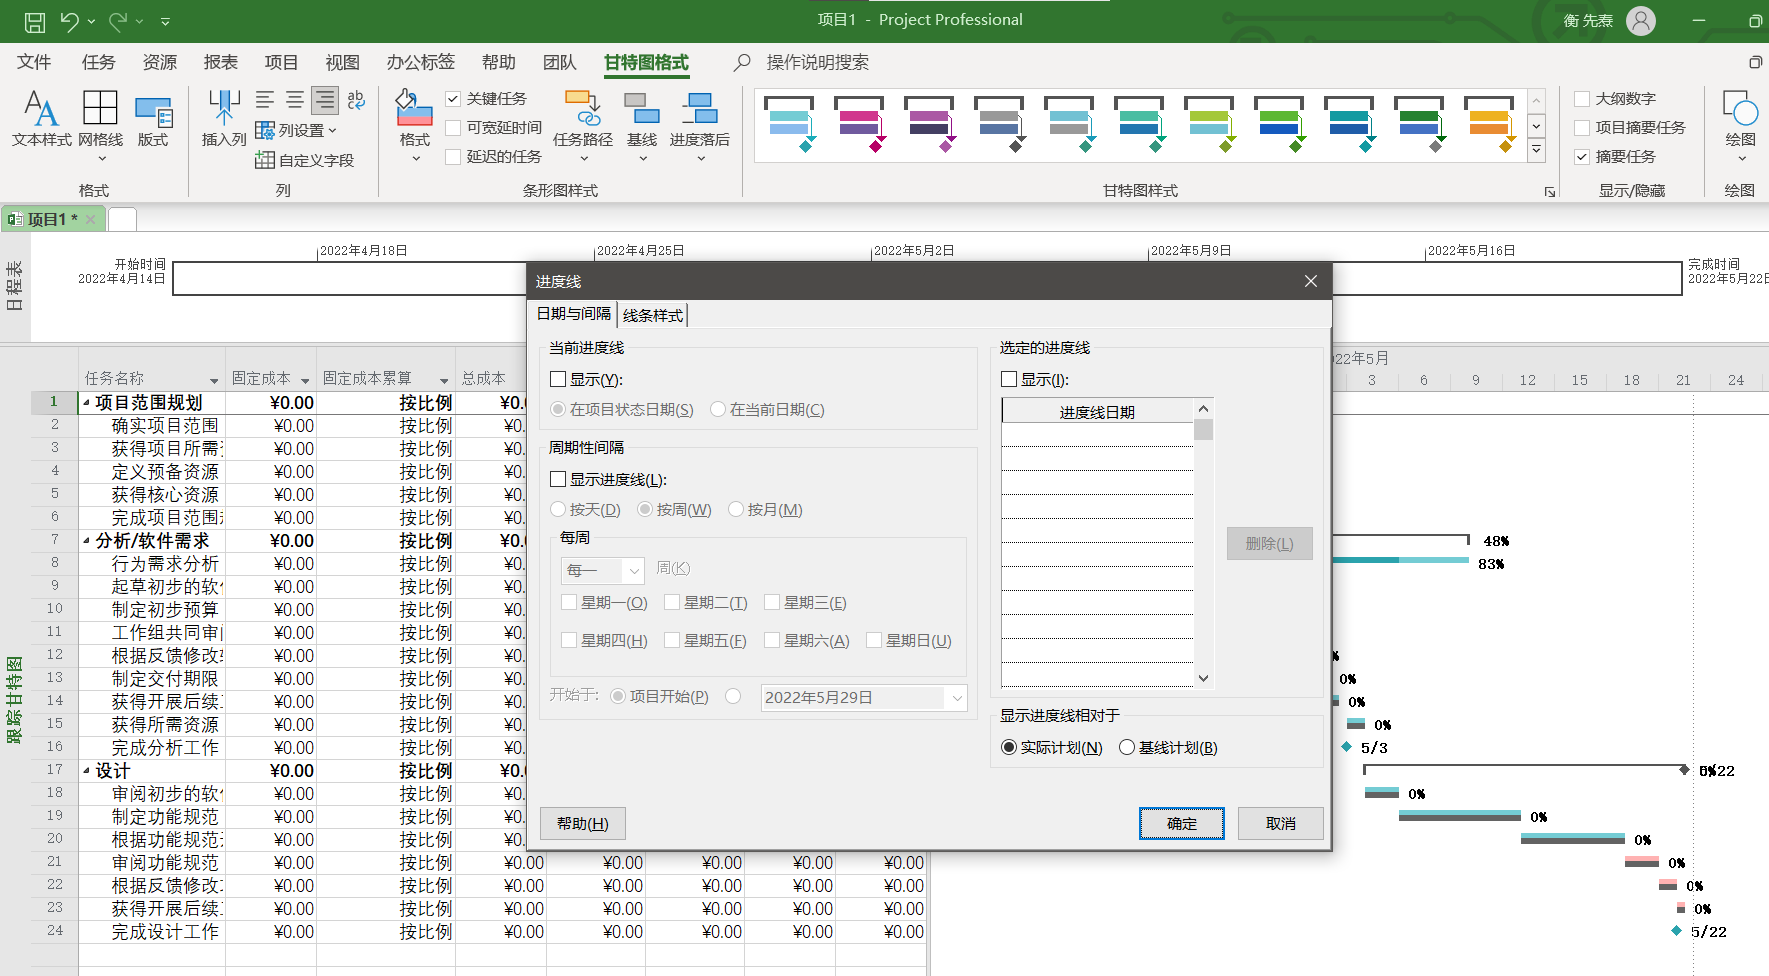 项目1 - Project Professional
衡 先焘
文件 任务 资源 报表 项目 视图 办公标签 帮助 团队 甘特图格式 操作说明搜索
文本样式 网格线 版式
格式
插入列 列设置 自定义字段
列
格式 关键任务 可宽延时间 延迟的任务 任务路径 基线 进度落后
条形图样式
甘特图样式
大纲数字
项目摘要任务
摘要任务
显示/隐藏
绘图
绘图
项目1 *
日程表
开始时间
2022年4月14日
2022年4月18日 2022年4月25日 2022年5月2日 2022年5月9日 2022年5月16日
完成时间
2022年5月22日
跟踪甘特图
任务名称 固定成本 固定成本累算 总成本
1 项目范围规划 ¥0.00 按比例 ¥0.
2 确实项目范围 ¥0.00 按比例 ¥0.
3 获得项目所需 ¥0.00 按比例 ¥0.
4 定义预备资源 ¥0.00 按比例 ¥0.
5 获得核心资源 ¥0.00 按比例 ¥0.
6 完成项目范围 ¥0.00 按比例 ¥0.
7 分析/软件需求 ¥0.00 按比例 ¥0.
8 行为需求分析 ¥0.00 按比例 ¥0.
9 起草初步的软 ¥0.00 按比例 ¥0.
10 制定初步预算 ¥0.00 按比例 ¥0.
11 工作组共同审 ¥0.00 按比例 ¥0.
12 根据反馈修改 ¥0.00 按比例 ¥0.
13 制定交付期限 ¥0.00 按比例 ¥0.
14 获得开展后续 ¥0.00 按比例 ¥0.
15 获得所需资源 ¥0.00 按比例 ¥0.
16 完成分析工作 ¥0.00 按比例 ¥0.
17 设计 ¥0.00 按比例 ¥0.
18 审阅初步的软 ¥0.00 按比例 ¥0.
19 制定功能规范 ¥0.00 按比例 ¥0.
20 根据功能规范 ¥0.00 按比例 ¥0.
21 审阅功能规范 ¥0.00 按比例 ¥0.00 ¥0.00 ¥0.00 ¥0.00 ¥0.00
22 根据反馈修改 ¥0.00 按比例 ¥0.00 ¥0.00 ¥0.00 ¥0.00 ¥0.00
23 获得开展后续 ¥0.00 按比例 ¥0.00 ¥0.00 ¥0.00 ¥0.00 ¥0.00
24 完成设计工作 ¥0.00 按比例 ¥0.00 ¥0.00 ¥0.00 ¥0.00 ¥0.00
进度线
日期与间隔 线条样式
当前进度线
显示(Y):
在项目状态日期(S) 在当前日期(C)
周期性间隔
显示进度线(L):
按天(D) 按周(W) 按月(M)
每周
每一 周(K)
星期一(O) 星期二(T) 星期三(E)
星期四(H) 星期五(F) 星期六(A) 星期日(U)
开始于: 项目开始(P) 2022年5月29日
选定的进度线
显示(I):
进度线日期
删除(L)
显示进度线相对于
实际计划(N) 基线计划(B)
帮助(H) 确定 取消
22年5月
3 6 9 12 15 18 21 24
48%
83%
%
0%
0%
0%
5/3
5/22
0%
0%
0%
0%
0%
0%
5/22